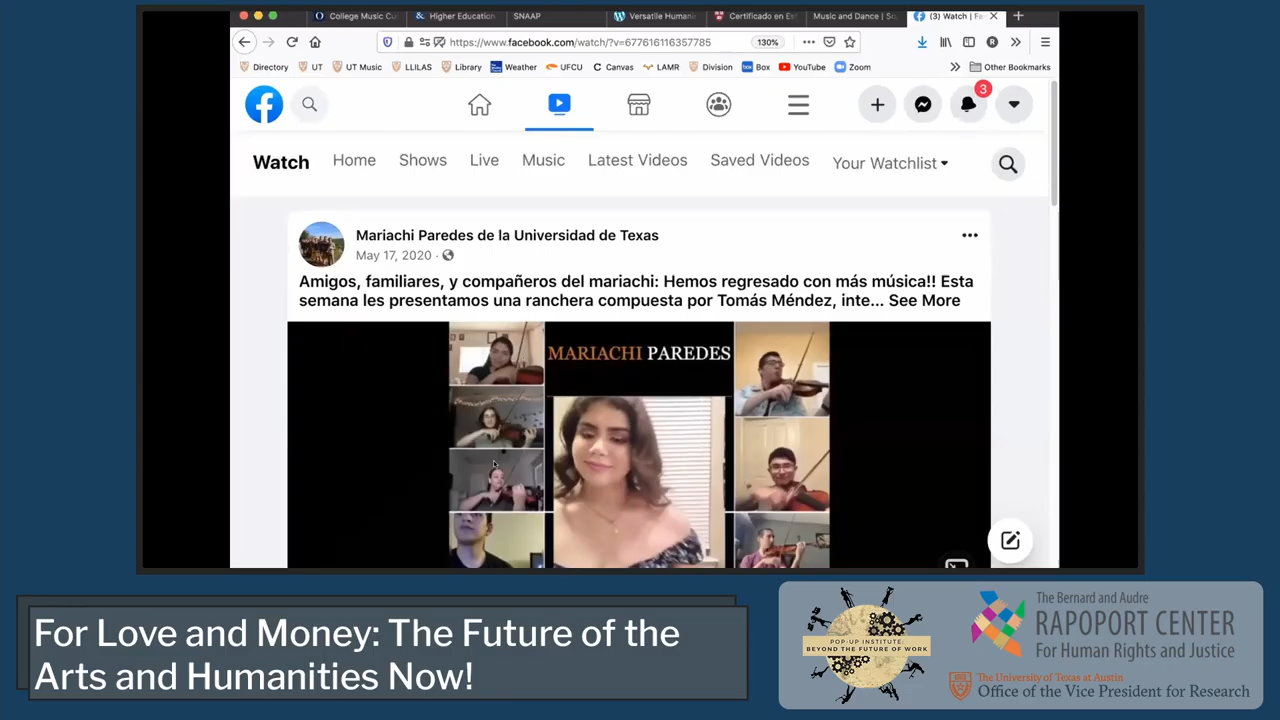 College Music Cu
Higher Education
SNAAP
Versatile Humani
Certificado en Es
Music and Dance | So
(3) Watch | Fa
https://www.facebook.com/watch/?v=677616116357785
130%
Directory
UT
UT Music
LLILAS
Library
Weather
UFCU
Canvas
LAMR
Division
Box
YouTube
Zoom
Other Bookmarks
3
Watch
Home
Shows
Live
Music
Latest Videos
Saved Videos
Your Watchlist
Mariachi Paredes de la Universidad de Texas
May 17, 2020 ·
Amigos, familiares, y compañeros del mariachi: Hemos regresado con más música!! Esta
semana les presentamos una ranchera compuesta por Tomás Méndez, inte... See More
MARIACHI PAREDES
For Love and Money: The Future of the
Arts and Humanities Now!
POP-UP INSTITUTE:
BEYOND THE FUTURE OF WORK
The Bernard and Audre
RAPOPORT CENTER
For Human Rights and Justice
The University of Texas at Austin
Office of the Vice President for Research